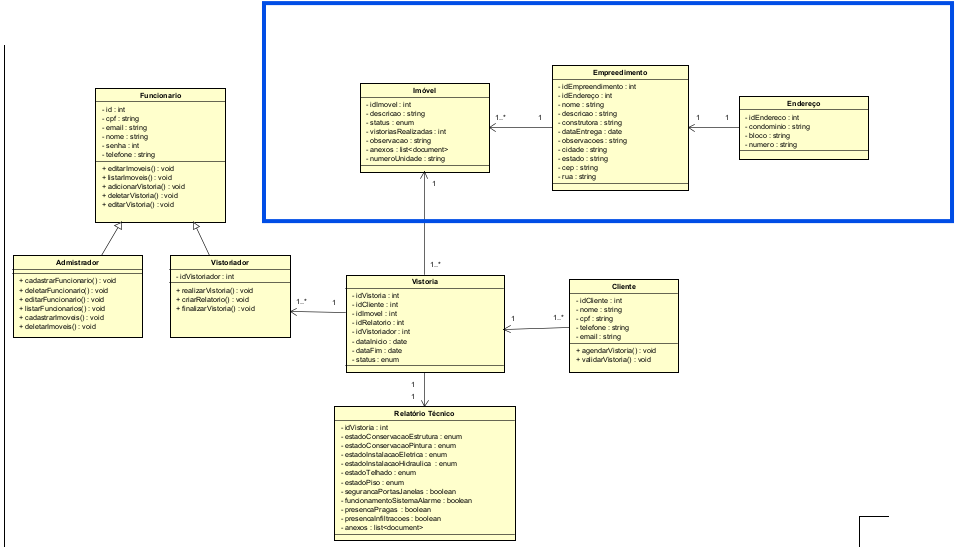 Funcionario
- id : int
- cpf : string
- email : string
- nome : string
- senha : int
- telefone : string
+ editarImoveis() : void
+ listarImoveis() : void
+ adicionarVistoria() : void
+ deletarVistoria() : void
+ editarVistoria() : void
Imóvel
- idImovel : int
- descricao : string
- status : enum
- vistoriasRealizadas : int
- observacao : string
- anexos : list<document>
- numeroUnidade : string
1..*
1
Empreedimento
- idEmpreendimento : int
- idEndereço : int
- nome : string
- descricao : string
- construtora : string
- dataEntrega : date
- observacoes : string
- cidade : string
- estado : string
- cep : string
- rua : string
1
1
Endereço
- idEndereco : int
- condominio : string
- bloco : string
- numero : string
1
1..*
Admistrador
+ cadastrarFuncionario() : void
+ deletarFuncionario() : void
+ editarFuncionario() : void
+ listarFuncionarios() : void
+ cadastrarImoveis() : void
+ deletarImoveis() : void
Vistoriador
- idVistoriador : int
+ realizarVistoria() : void
+ criarRelatorio() : void
+ finalizarVistoria() : void
1..*
1
Vistoria
- idVistoria : int
- idCliente : int
- idImovel : int
- idRelatorio : int
- idVistoriador : int
- dataInicio : date
- dataFim : date
- status : enum
1
1..*
Cliente
- idCliente : int
- nome : string
- cpf : string
- telefone : string
- email : string
+ agendarVistoria() : void
+ validarVistoria() : void
1
1
Relatório Técnico
- idVistoria : int
- estadoConservacaoEstrutura : enum
- estadoConservacaoPintura : enum
- estadoInstalacaoEletrica : enum
- estadoInstalacaoHidraulica : enum
- estadoTelhado : enum
- estadoPiso : enum
- segurancaPortasJanelas : boolean
- funcionamentoSistemaAlarme : boolean
- presencaPragas : boolean
- presencaInfiltracoes : boolean
- anexos : list<document>